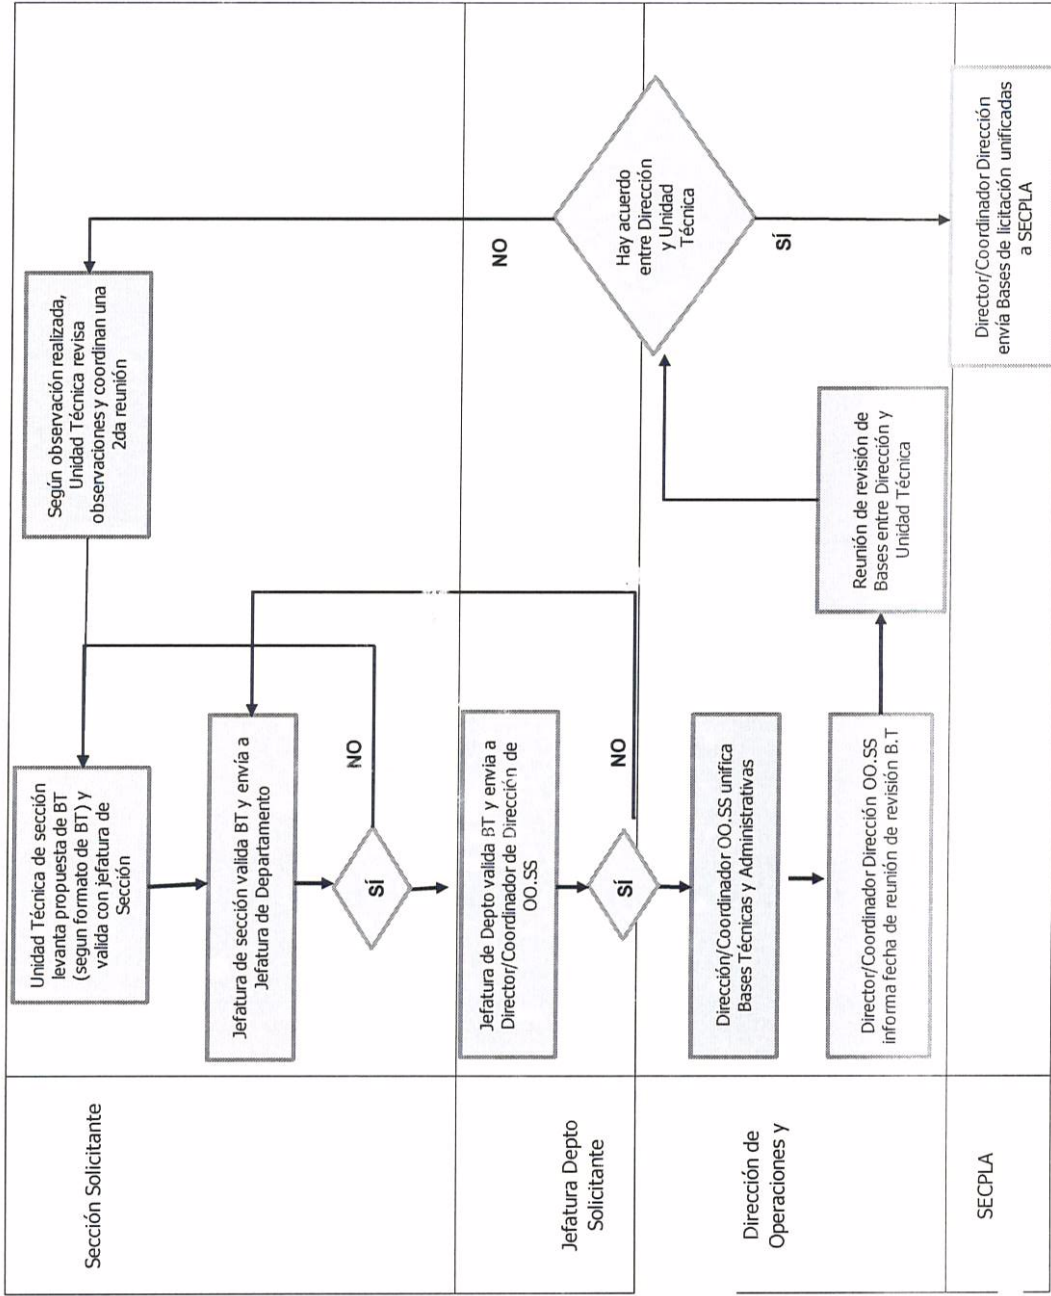 Sección Solicitante
Unidad Técnica de sección
levanta propuesta de BT
(segun formato de BT) y
valida con jefatura de
Sección
Según observación realizada,
Unidad Técnica revisa
observaciones y coordinan una
2da reunión
Jefatura de sección valida BT y envía a
Jefatura de Departamento
SÍ
NO
Jefatura Depto
Solicitante
Jefatura de Depto valida BT y envia a
Director/Coordinador de Dirección de
OO.SS
SÍ
NO
NO
Hay acuerdo
entre Dirección
y Unidad
Técnica
SÍ
Dirección de
Operaciones y
Dirección/Coordinador OO.SS unifica
Bases Técnicas y Administrativas
Director/Coordinador Dirección OO.SS
informa fecha de reunión de revisión B.T
Reunión de revisión de
Bases entre Dirección y
Unidad Técnica
SECPLA
Director/Coordinador Dirección
envía Bases de licitación unificadas
a SECPLA